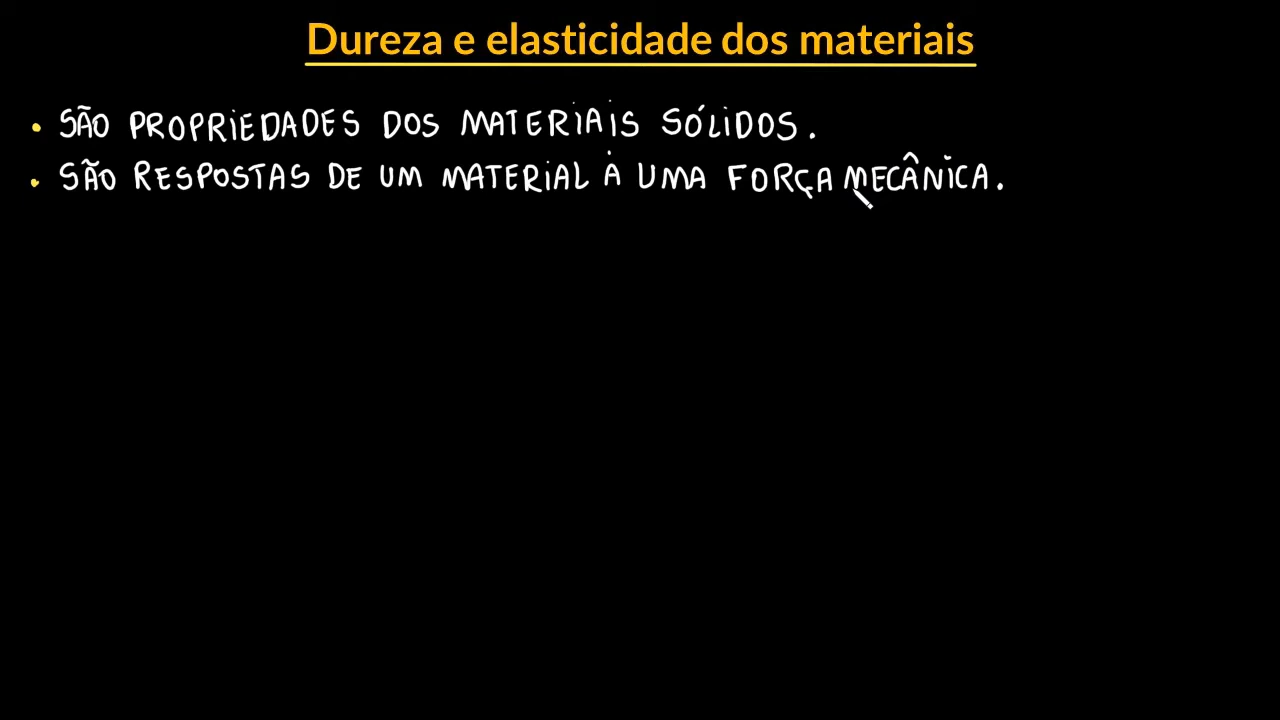 Dureza e elasticidade dos materiais
• SÃO PROPRIEDADES DOS MATERIAIS SÓLIDOS.
• SÃO RESPOSTAS DE UM MATERIAL À UMA FORÇA MECÂNICA.